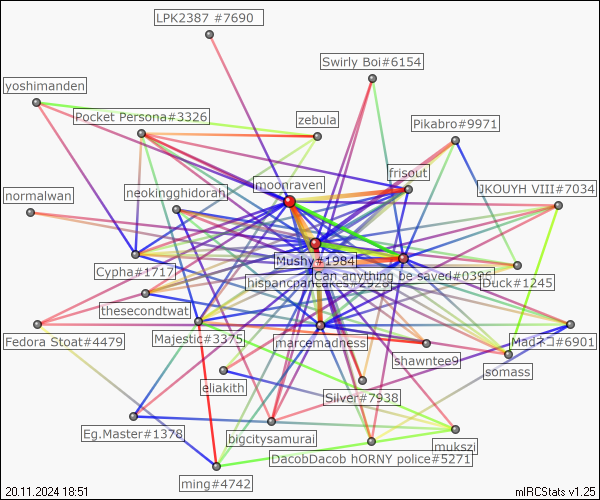 LPK2387 #7690
Swirly Boi#6154
yoshimanden
Pocket Persona#3326
zebula
Pikabro#9971
frisout
moonraven
neokingghidorah
JKOUYH VIII#7034
normalwan
Mushy#1984
Cypha#1717
Can anything be saved#0386
hispancpancakes#2923
Duck#1245
thesecondtwat
Fedora Stoat#4479
Majestic#3375
marcemadness
Madネコ#6901
shawntee9
somass
eliakith
Silver#7938
Eg.Master#1378
bigcitysamurai
mukszi
DacobDacob hORNY police#5271
ming#4742
20.11.2024 18:51
mIRCStats v1.25